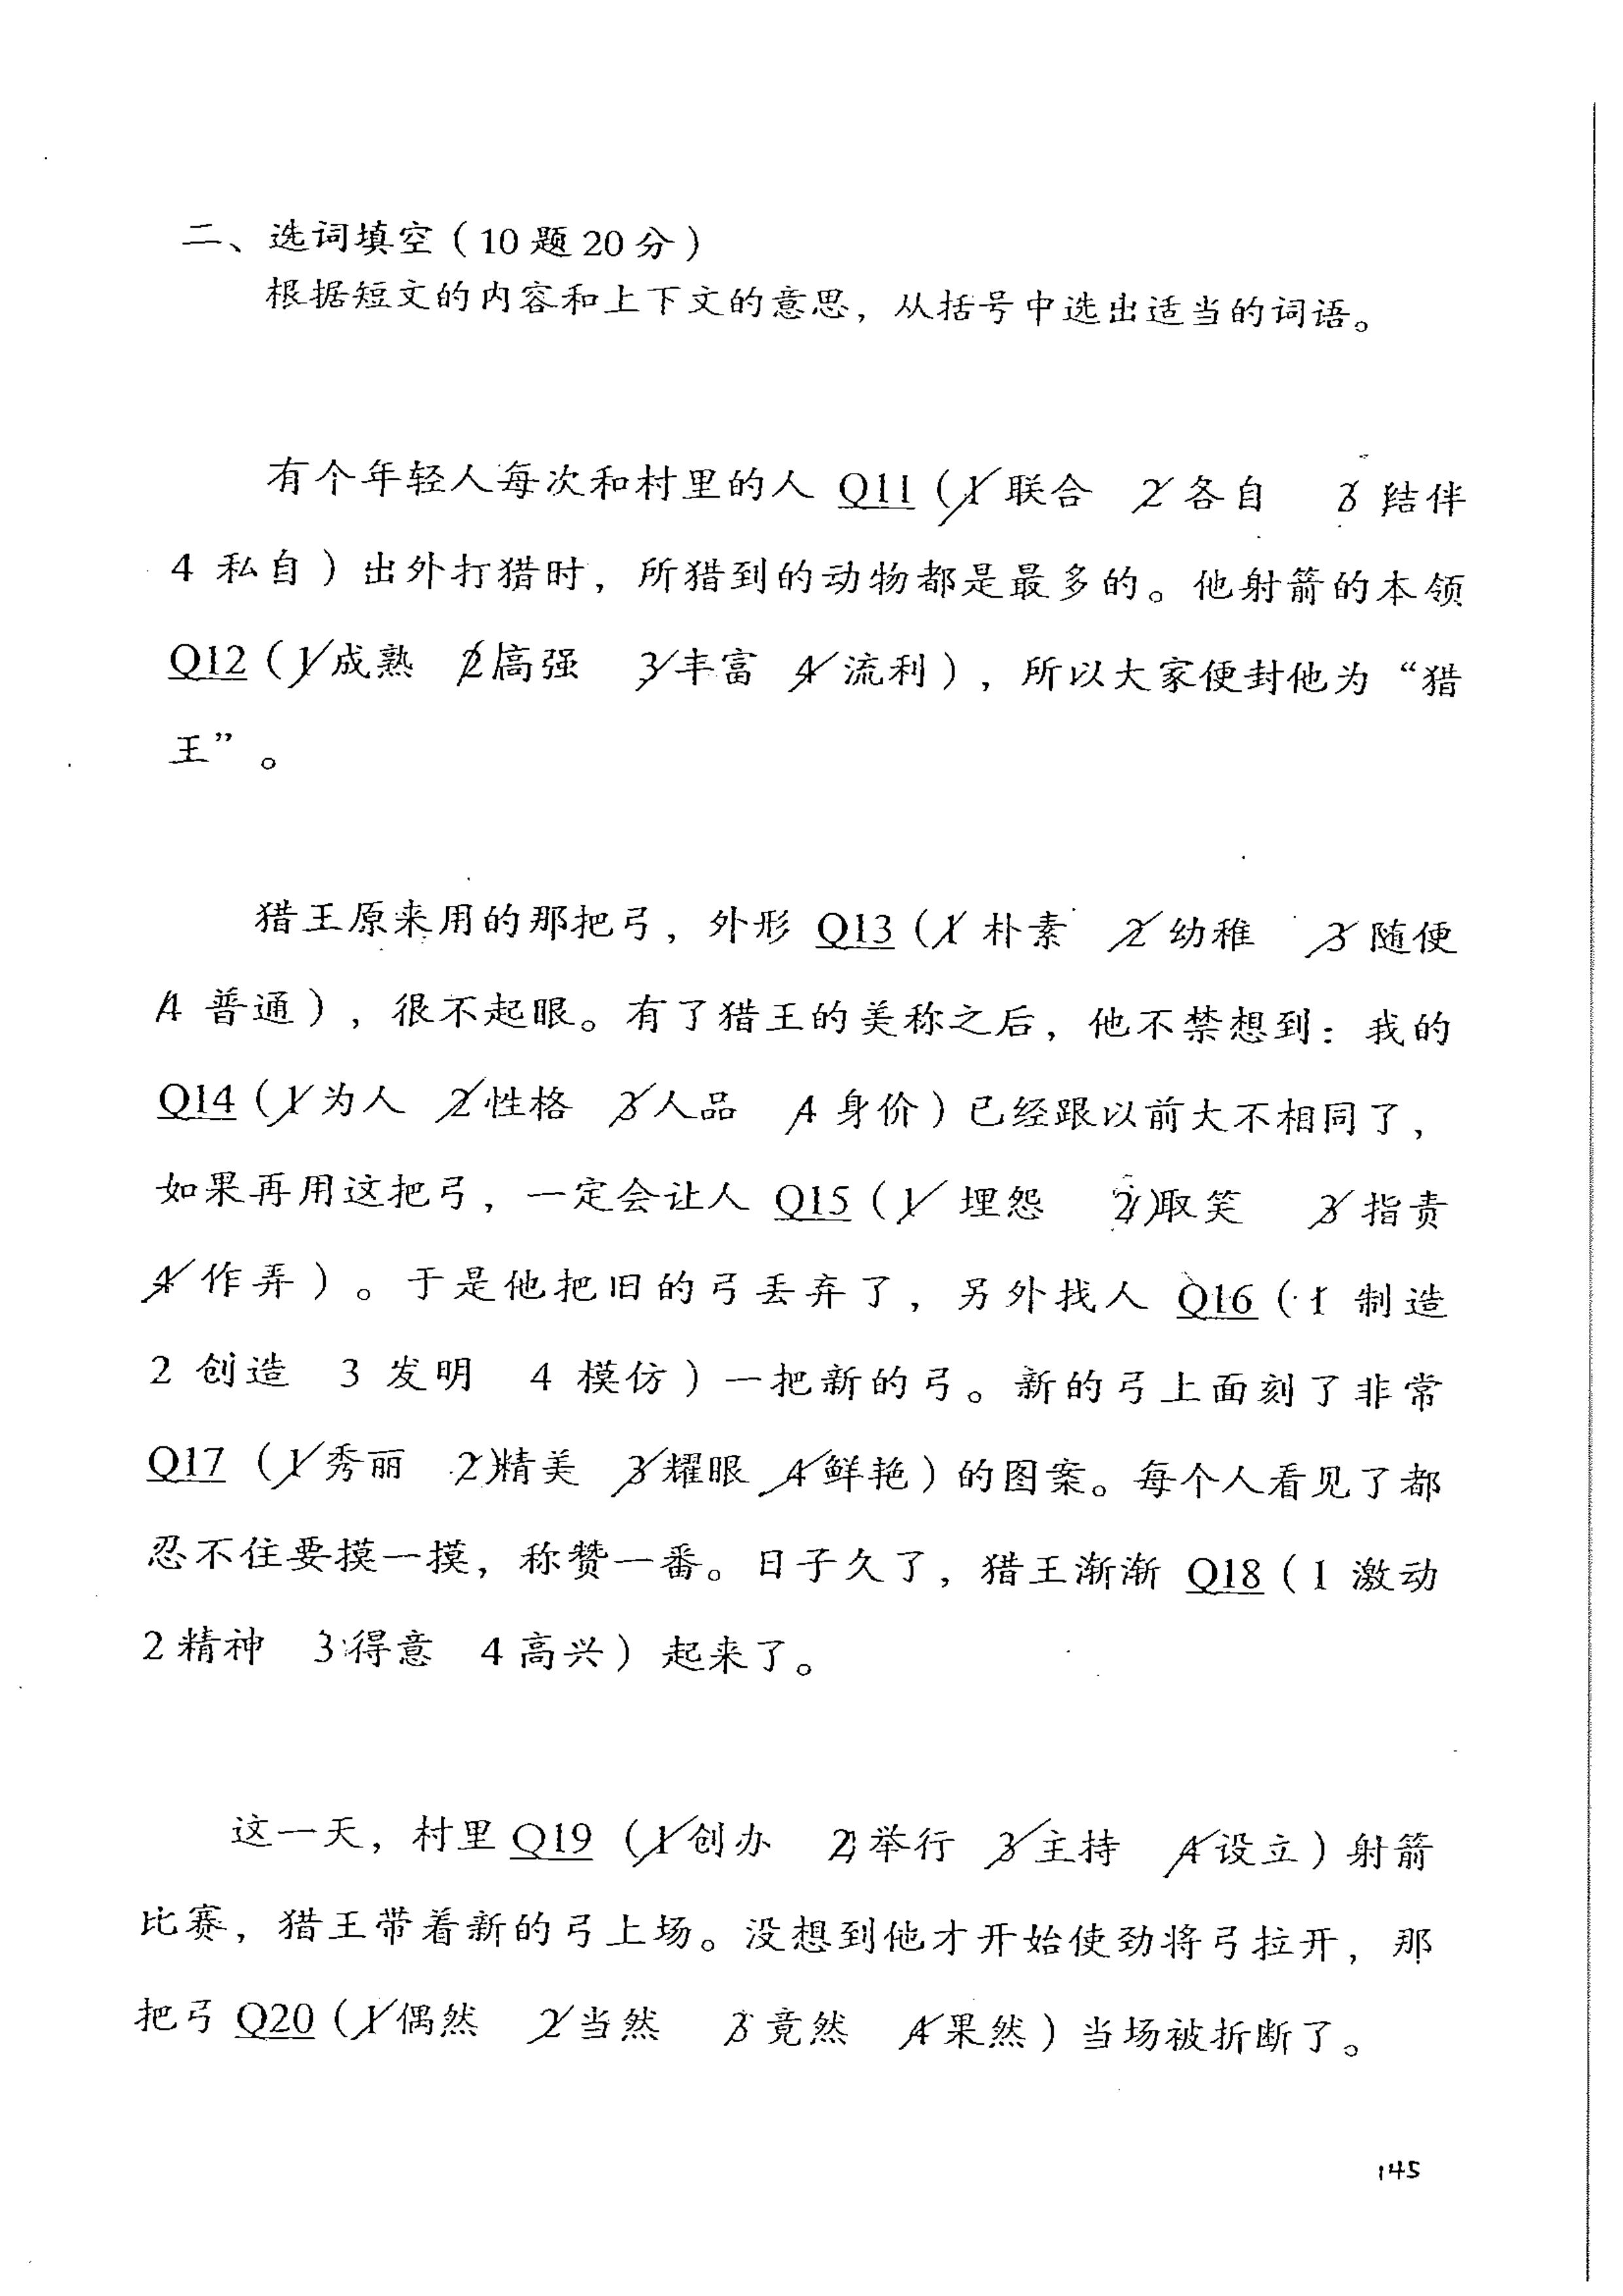 二、选词填空（10题20分）
根据短文的内容和上下文的意思，从括号中选出适当的词语。
有个年轻人每次和村里的人 Q11（1 联合 2 各自 3 结伴
4 私自）出外打猎时，所猎到的动物都是最多的。他射箭的本领
Q12（1 成熟 2 高强 3 丰富 4 流利），所以大家便封他为“猎
王”。
猎王原来用的那把弓，外形 Q13（1 朴素 2 幼稚 3 随便
4 普通），很不起眼。有了猎王的美称之后，他不禁想到：我的
Q14（1 为人 2 性格 3 人品 4 身价）已经跟以前大不相同了，
如果再用这把弓，一定会让人 Q15（1 埋怨 2 取笑 3 指责
4 作弄）。于是他把旧的弓丢弃了，另外找人 Q16（1 制造
2 创造 3 发明 4 模仿）一把新的弓。新的弓上面刻了非常
Q17（1 秀丽 2 精美 3 耀眼 4 鲜艳）的图案。每个人看见了都
忍不住要摸一摸，称赞一番。日子久了，猎王渐渐 Q18（1 激动
2 精神 3 得意 4 高兴）起来了。
这一天，村里 Q19（1 创办 2 举行 3 主持 4 设立）射箭
比赛，猎王带着新的弓上场。没想到他才开始使劲将弓拉开，那
把弓 Q20（1 偶然 2 当然 3 竟然 4 果然）当场被折断了。
145